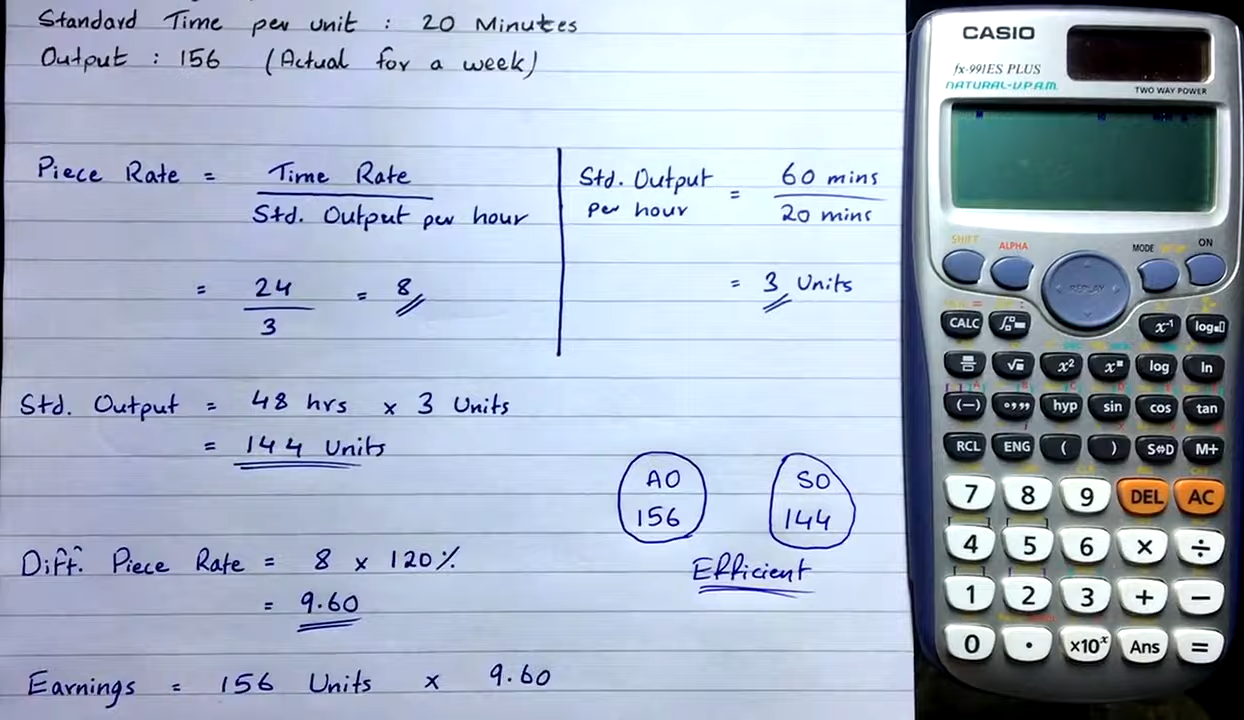 Standard Time per unit : 20 Minutes
Output : 156 (Actual for a week)
Piece Rate = Time Rate
Std. Output per hour
= 24 = 8
3
Std. Output = 60 mins
Per hour 20 mins
= 3 Units
Std. Output = 48 hrs × 3 Units
= 144 Units
AO SO
156 144
Efficient
Diff. Piece Rate = 8 × 120%
= 9.60
Earnings = 156 Units × 9.60
CASIO
fx-991ES PLUS
NATURAL-V.P.A.M.
TWO WAY POWER
SHIFT ALPHA MODE ON
REPLAY
CALC x⁻¹ log
√ x² x log ln
(−) °’’’ hyp sin cos tan
RCL ENG ( ) S⇔D M+
7 8 9 DEL AC
4 5 6 × ÷
1 2 3 + −
0 . ×10ˣ Ans =